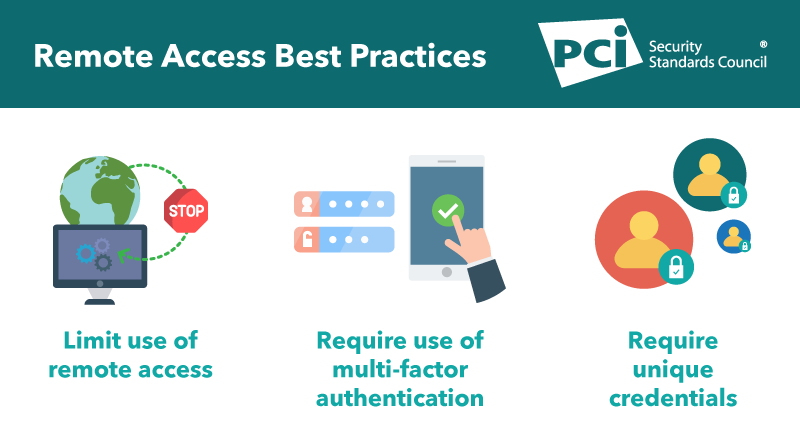 Remote Access Best Practices
PCi Security
Standards Council®
STOP
Limit use of
remote access
Require use of
multi-factor
authentication
Require
unique
credentials